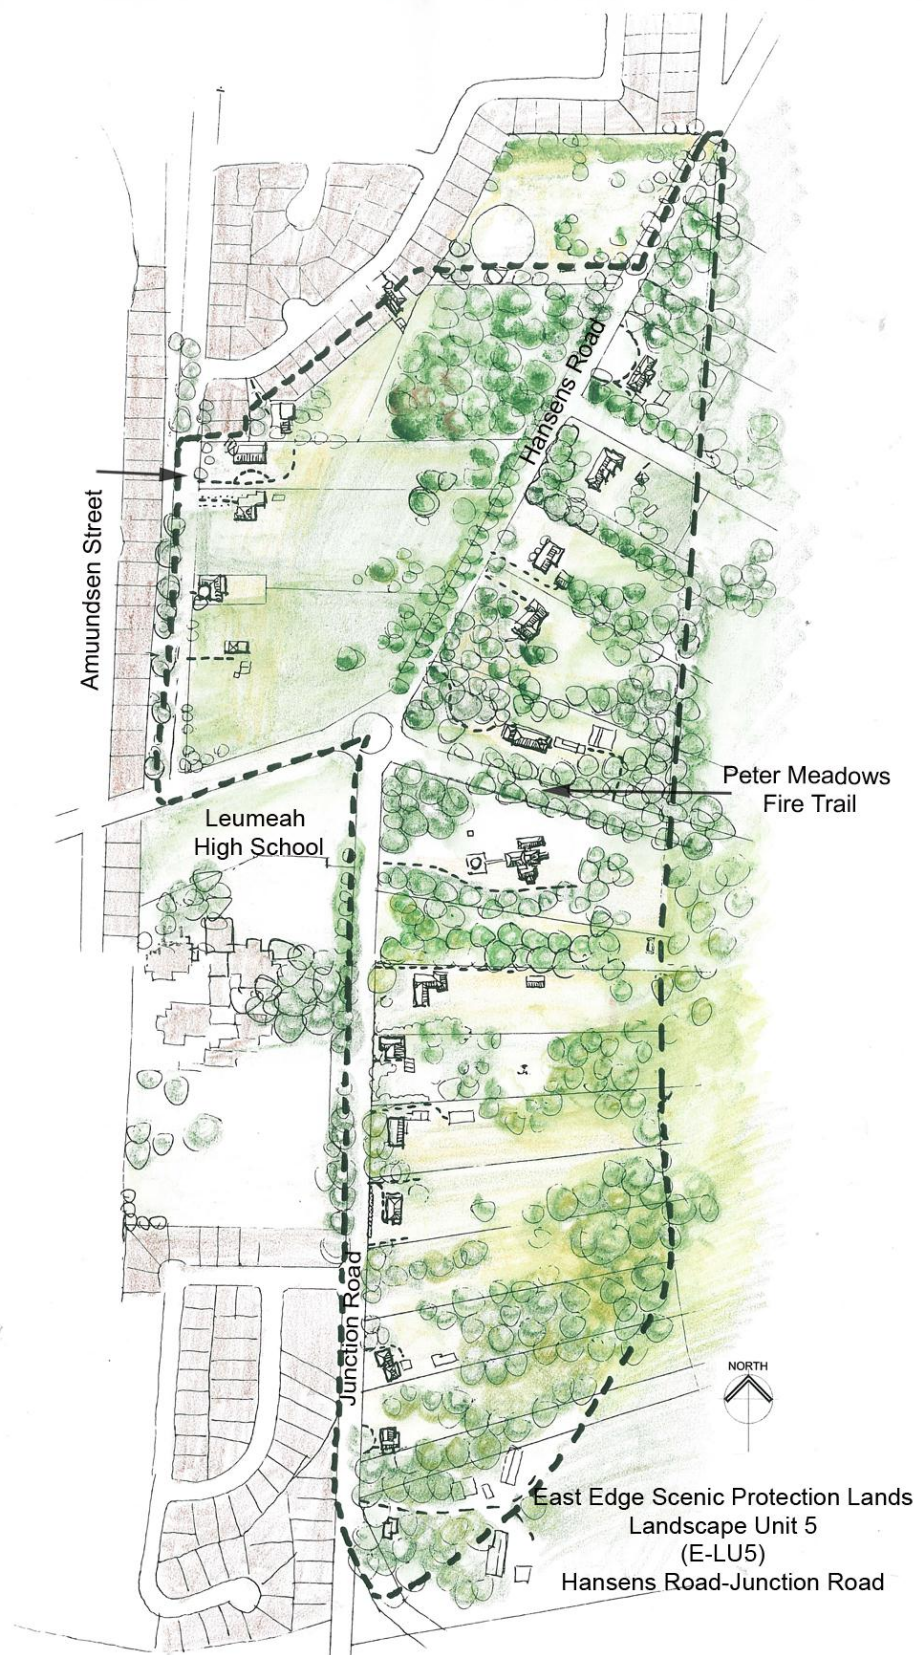 Hansens Road
Amuundsen Street
Peter Meadows
Fire Trail
Leumeah
High School
Junction Road
NORTH
East Edge Scenic Protection Lands
Landscape Unit 5
(E-LU5)
Hansens Road-Junction Road